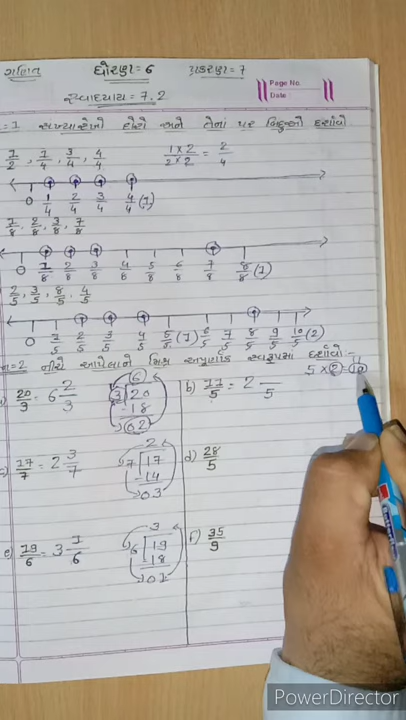 ગણિત ધોરણ = 6 પ્રકરણ = 7
Page No
Date
સ્વાધ્યાય = 7.2
=1 સંખ્યારેખા દોરો અને તેના પર બિંદુઓ દર્શાવો
1/2, 1/4, 3/4, 4/4 1×2/2×2 = 2/4
0 1/4 2/4 3/4 4/4 (1)
1/8, 2/8, 3/8, 7/8
0 1/8 2/8 3/8 4/8 5/8 6/8 7/8 8/8 (1)
2/5, 3/5, 8/5, 4/5
0 1/5 2/5 3/5 4/5 5/5 (1) 6/5 7/5 8/5 9/5 10/5 (2)
=2 નીચે આપેલાને મિશ્ર અપૂર્ણાંક સ્વરૂપમાં દર્શાવો -
11
5 × 2 = 10
20/3 = 6 2/3
6
3 20
- 18
02
b) 11/5 = 2 /5
c) 17/7 = 2 3/7
2
7 17
- 14
03
d) 28/5
e) 19/6 = 3 1/6
3
6 19
18
01
f) 35/9
PowerDirector